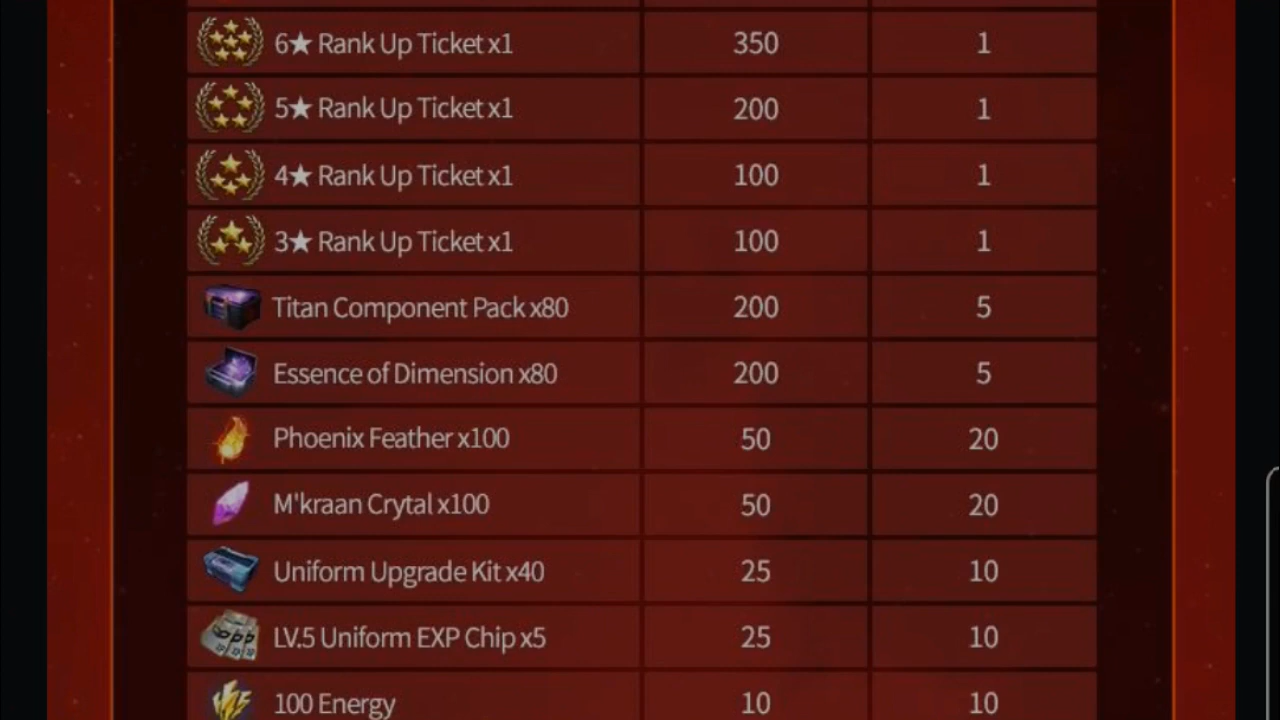 6★ Rank Up Ticket x1 350 1
5★ Rank Up Ticket x1 200 1
4★ Rank Up Ticket x1 100 1
3★ Rank Up Ticket x1 100 1
Titan Component Pack x80 200 5
Essence of Dimension x80 200 5
Phoenix Feather x100 50 20
M'kraan Crytal x100 50 20
Uniform Upgrade Kit x40 25 10
LV.5 Uniform EXP Chip x5 25 10
100 Energy 10 10